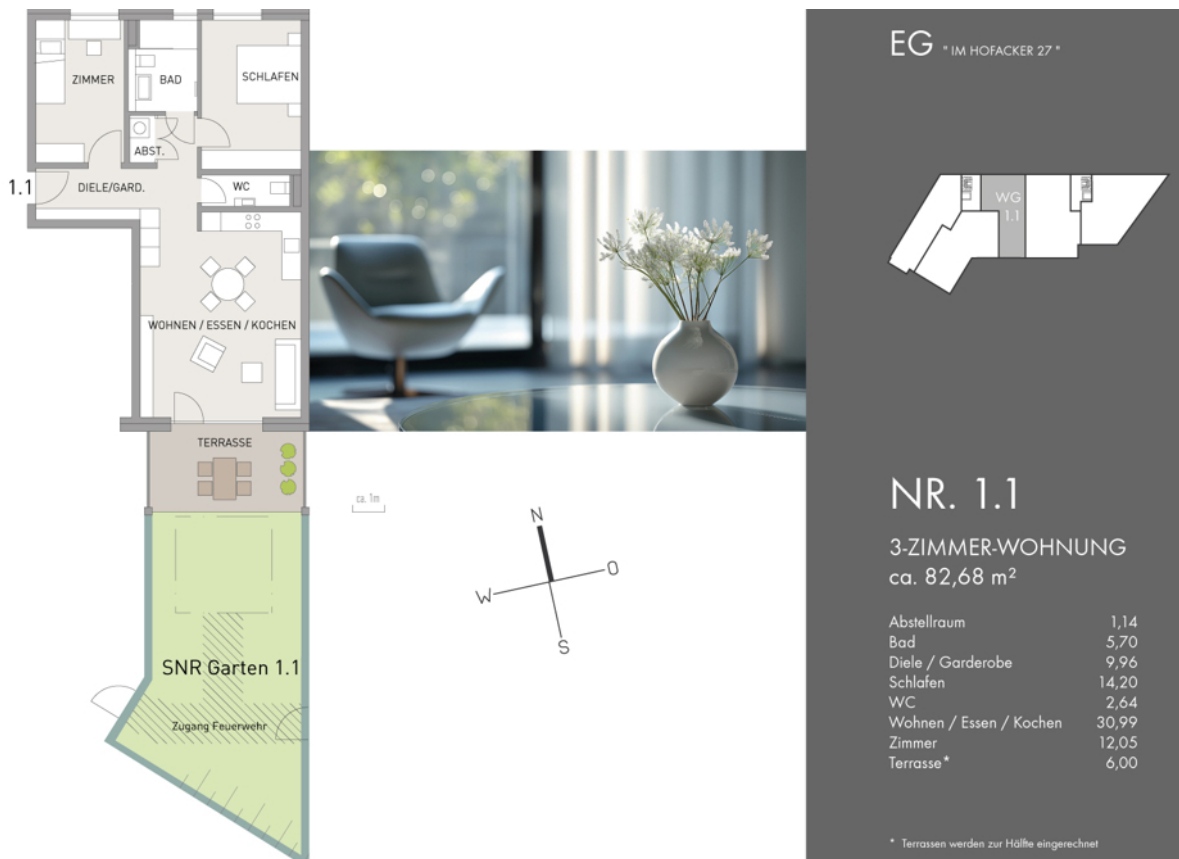 ZIMMER
BAD
SCHLAFEN
ABST.
1.1
DIELE/GARD.
WC
WOHNEN / ESSEN / KOCHEN
TERRASSE
ca. 1m
SNR Garten 1.1
Zugang Feuerwehr
N
W
O
S
EG " IM HOFACKER 27 "
WG
1.1
NR. 1.1
3-ZIMMER-WOHNUNG
ca. 82,68 m²
Abstellraum 1,14
Bad 5,70
Diele / Garderobe 9,96
Schlafen 14,20
WC 2,64
Wohnen / Essen / Kochen 30,99
Zimmer 12,05
Terrasse* 6,00
* Terrassen werden zur Hälfte eingerechnet